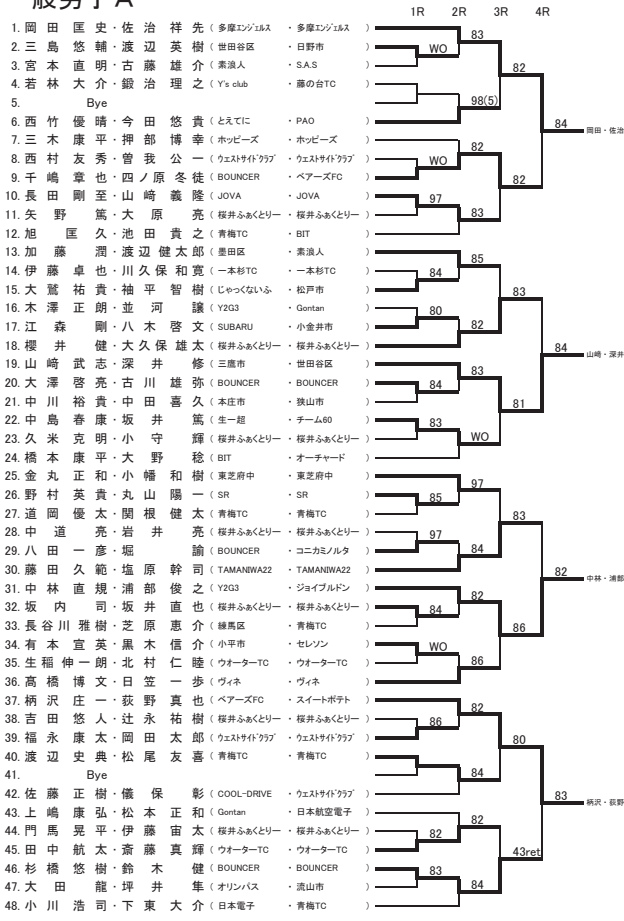 一般男子A
1R 2R 3R 4R
1. 岡田匡史・佐治祥先(多摩エンジェルス・多摩エンジェルス)
2. 三島悠輔・渡辺英樹(世田谷区・日野市)
3. 宮本直明・古藤雄介(素浪人・S.A.S)
4. 若林大介・鍛治理之(Y's club・藤の台TC)
5. Bye
6. 西竹優晴・今田悠貴(とえてに・PAO)
7. 三木康平・押部博幸(ホッピーズ・ホッピーズ)
8. 西村友秀・曽我公一(ウェストサイドクラブ・ウェストサイドクラブ)
9. 千嶋章也・四ノ原冬徒(BOUNCER・ベアーズFC)
10. 長田剛至・山﨑義隆(JOVA・JOVA)
11. 矢野篤・大原亮(桜井ふぁくとりー・桜井ふぁくとりー)
12. 旭匡久・池田貴之(青梅TC・BIT)
13. 加藤潤・渡辺健太郎(墨田区・素浪人)
14. 伊藤卓也・川久保和寛(一本杉TC・一本杉TC)
15. 大鷲祐貴・袖平智樹(じゃっくないふ・松戸市)
16. 木澤正朗・並河譲(Y2G3・Gontan)
17. 江森剛・八木啓文(SUBARU・小金井市)
18. 櫻井健・大久保雄太(桜井ふぁくとりー・桜井ふぁくとりー)
19. 山﨑武志・深井修(三鷹市・世田谷区)
20. 大澤啓亮・古川雄弥(BOUNCER・BOUNCER)
21. 中川裕貴・中田喜久(本庄市・狭山市)
22. 中島春康・坂井篤(生一超・チーム60)
23. 久米克明・小守輝(桜井ふぁくとりー・桜井ふぁくとりー)
24. 橋本康平・大野稔(BIT・オーチャード)
25. 金丸正和・小幡和樹(東芝府中・東芝府中)
26. 野村英貴・丸山陽一(SR・SR)
27. 道岡優太・関根健太(青梅TC・青梅TC)
28. 中道亮・岩井亮(桜井ふぁくとりー・桜井ふぁくとりー)
29. 八田一彦・堀諭(BOUNCER・コニカミノルタ)
30. 藤田久範・塩原幹司(TAMANIWA22・TAMANIWA22)
31. 中林直規・浦部俊之(Y2G3・ジョイブルドン)
32. 坂内司・坂井直也(桜井ふぁくとりー・桜井ふぁくとりー)
33. 長谷川雅樹・芝原恵介(練馬区・青梅TC)
34. 有本宣英・黒木信介(小平市・セレソン)
35. 生稲伸一朗・北村仁睦(ウオーターTC・ウオーターTC)
36. 高橋博文・日笠一歩(ヴィネ・ヴィネ)
37. 柄沢庄一・荻野真也(ベアーズFC・スイートポテト)
38. 吉田悠人・辻永祐樹(桜井ふぁくとりー・桜井ふぁくとりー)
39. 福永康太・岡田太郎(ウェストサイドクラブ・ウェストサイドクラブ)
40. 渡辺史典・松尾友喜(青梅TC・青梅TC)
41. Bye
42. 佐藤正樹・儀保彰(COOL-DRIVE・ウェストサイドクラブ)
43. 上嶋康弘・松本正和(Gontan・日本航空電子)
44. 門馬晃平・伊藤宙太(桜井ふぁくとりー・桜井ふぁくとりー)
45. 田中航太・斎藤真輝(ウオーターTC・ウオーターTC)
46. 杉橋悠樹・鈴木健(BOUNCER・BOUNCER)
47. 大田龍・坪井隼(オリンパス・流山市)
48. 小川浩司・下東大介(日本電子・青梅TC)
83
WO
82
98(5)
84 岡田・佐治
82
WO
82
97
83
85
84
83
80
82
84 山﨑・深井
83
84
81
83
WO
97
85
83
97
84
82 中林・浦部
82
84
86
WO
86
82
86
80
84
83 柄沢・荻野
82
82
43ret
83
84